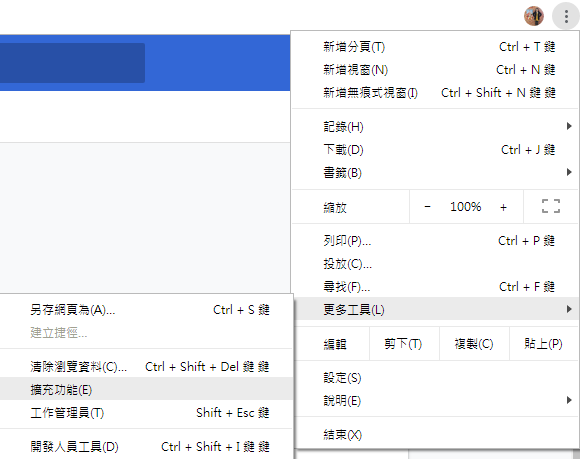 新增分頁(T) Ctrl + T 鍵
新增視窗(N) Ctrl + N 鍵
新增無痕式視窗(I) Ctrl + Shift + N 鍵 鍵
記錄(H)
下載(D) Ctrl + J 鍵
書籤(B)
縮放 − 100% +
列印(P)... Ctrl + P 鍵
投放(C)...
尋找(F)... Ctrl + F 鍵
更多工具(L)
編輯 剪下(T) 複製(C) 貼上(P)
設定(S)
說明(E)
結束(X)
另存網頁為(A)... Ctrl + S 鍵
建立捷徑...
清除瀏覽資料(C)... Ctrl + Shift + Del 鍵 鍵
擴充功能(E)
工作管理員(T) Shift + Esc 鍵
開發人員工具(D) Ctrl + Shift + I 鍵 鍵